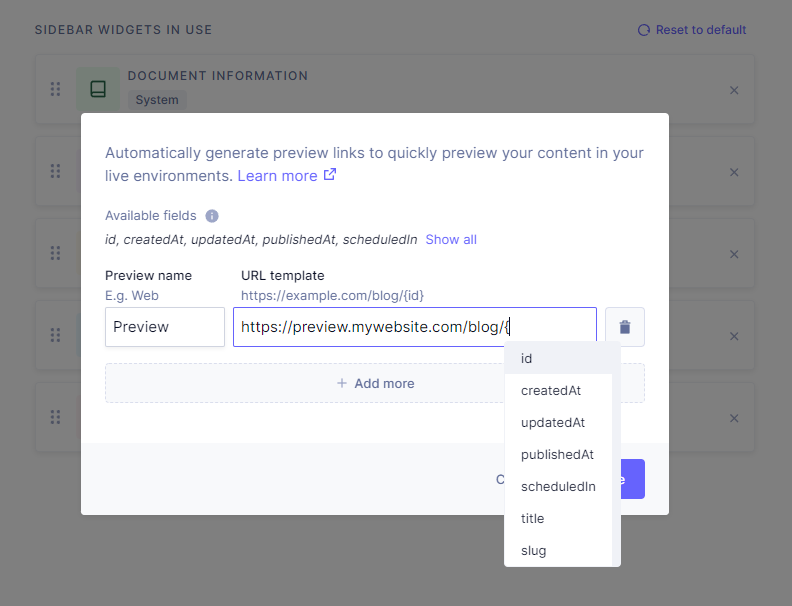 SIDEBAR WIDGETS IN USE
Reset to default
DOCUMENT INFORMATION
System
Automatically generate preview links to quickly preview your content in your
live environments. Learn more
Available fields
id, createdAt, updatedAt, publishedAt, scheduledIn Show all
Preview name
URL template
E.g. Web
https://example.com/blog/{id}
Preview
https://preview.mywebsite.com/blog/{
+ Add more
id
createdAt
updatedAt
publishedAt
scheduledIn
title
slug